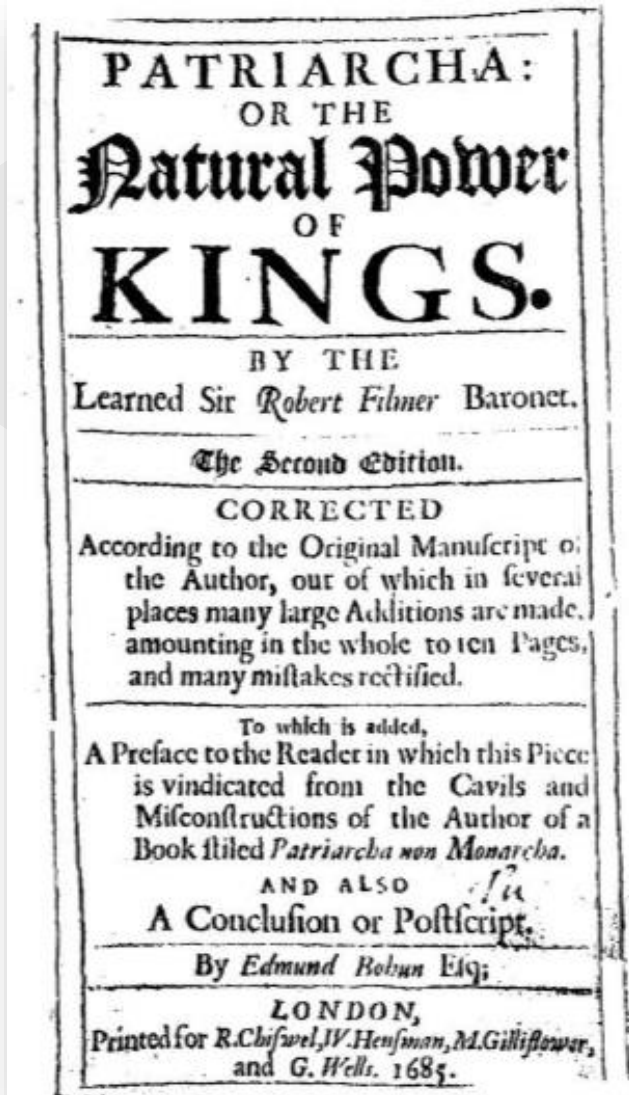 PATRIARCHA:
OR THE
Natural Power
OF
KINGS.
BY THE
Learned Sir Robert Filmer Baronet.
The Second Edition.
CORRECTED
According to the Original Manuſcript of
the Author, out of which in ſeveral
places many large Additions are made,
amounting in the whole to ten Pages,
and many miſtakes rectified.
To which is added,
A Preface to the Reader in which this Piece
is vindicated from the Cavils and
Miſconſtructions of the Author of a
Book ſtiled Patriarcha non Monarcha.
AND ALSO
A Concluſion or Poſtſcript.
By Edmund Bohun Eſq;
LONDON,
Printed for R.Chiſwel, W.Henſman, M.Gilliflower,
and G. Wells. 1685.